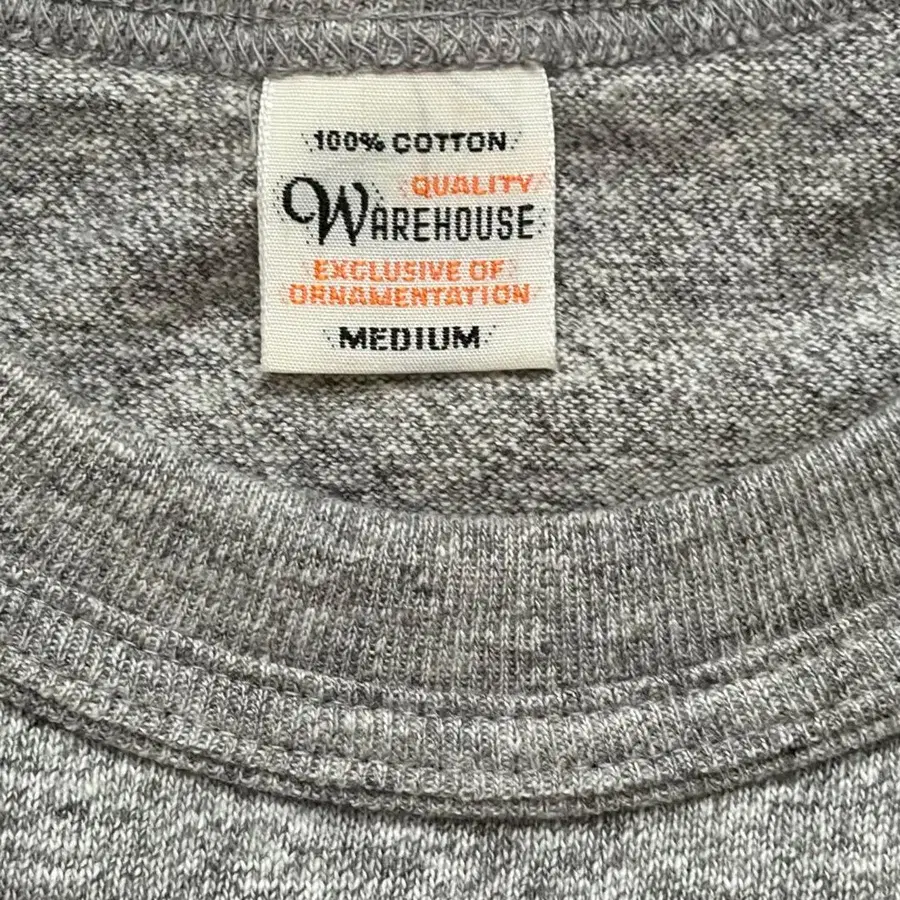 100% COTTON
QUALITY
WAREHOUSE
EXCLUSIVE OF
ORNAMENTATION
MEDIUM